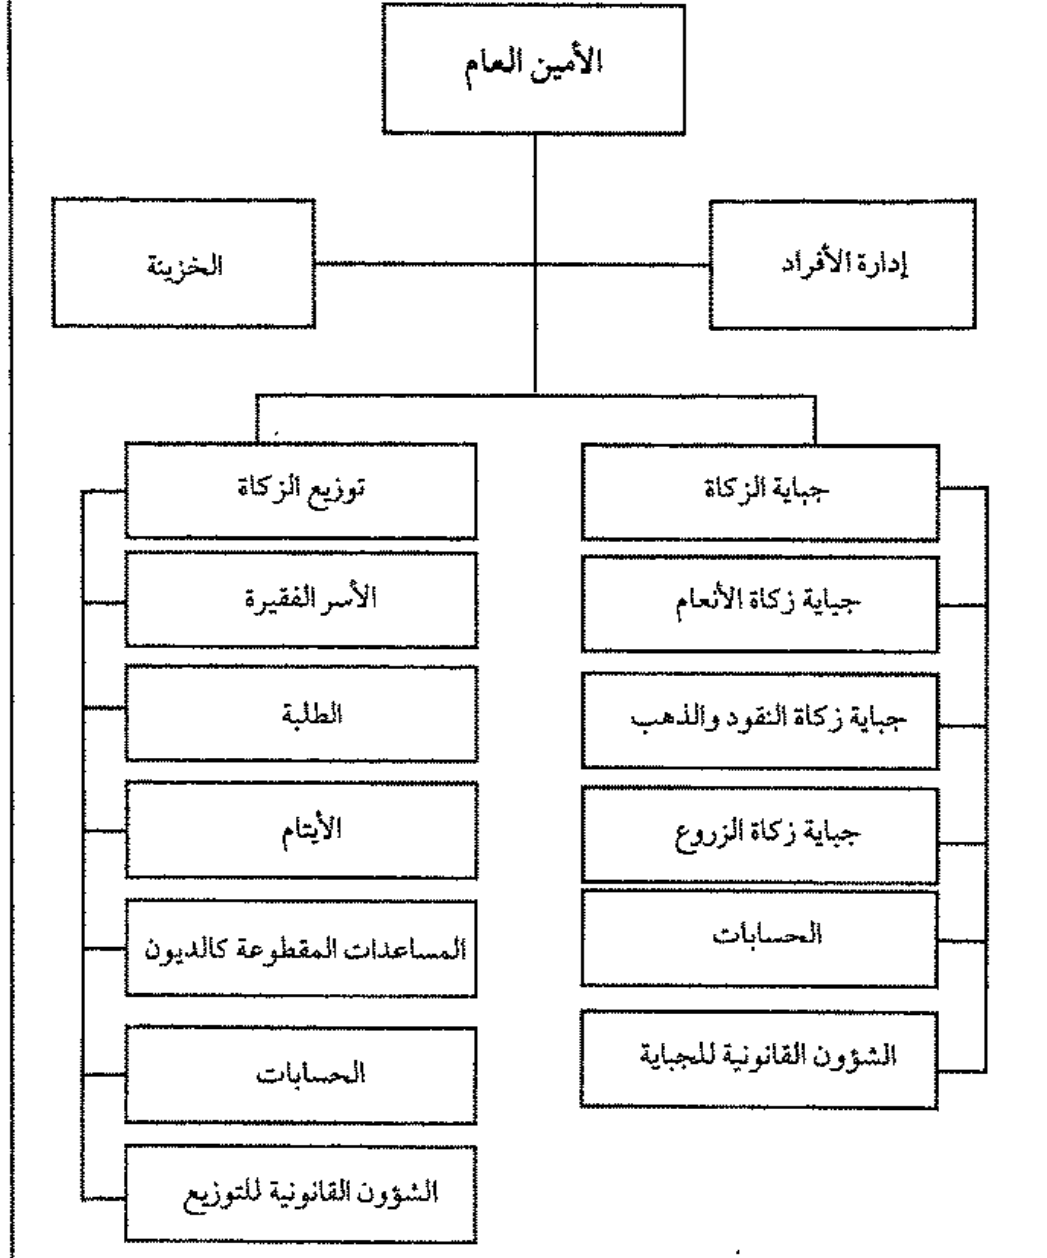 الأمين العام
إدارة الأفراد
الخزينة
جباية الزكاة
جباية زكاة الأنعام
جباية زكاة النقود والذهب
جباية زكاة الزروع
الحسابات
الشؤون القانونية للجباية
توزيع الزكاة
الأسر الفقيرة
الطلبة
الأيتام
المساعدات المقطوعة كالديون
الحسابات
الشؤون القانونية للتوزيع